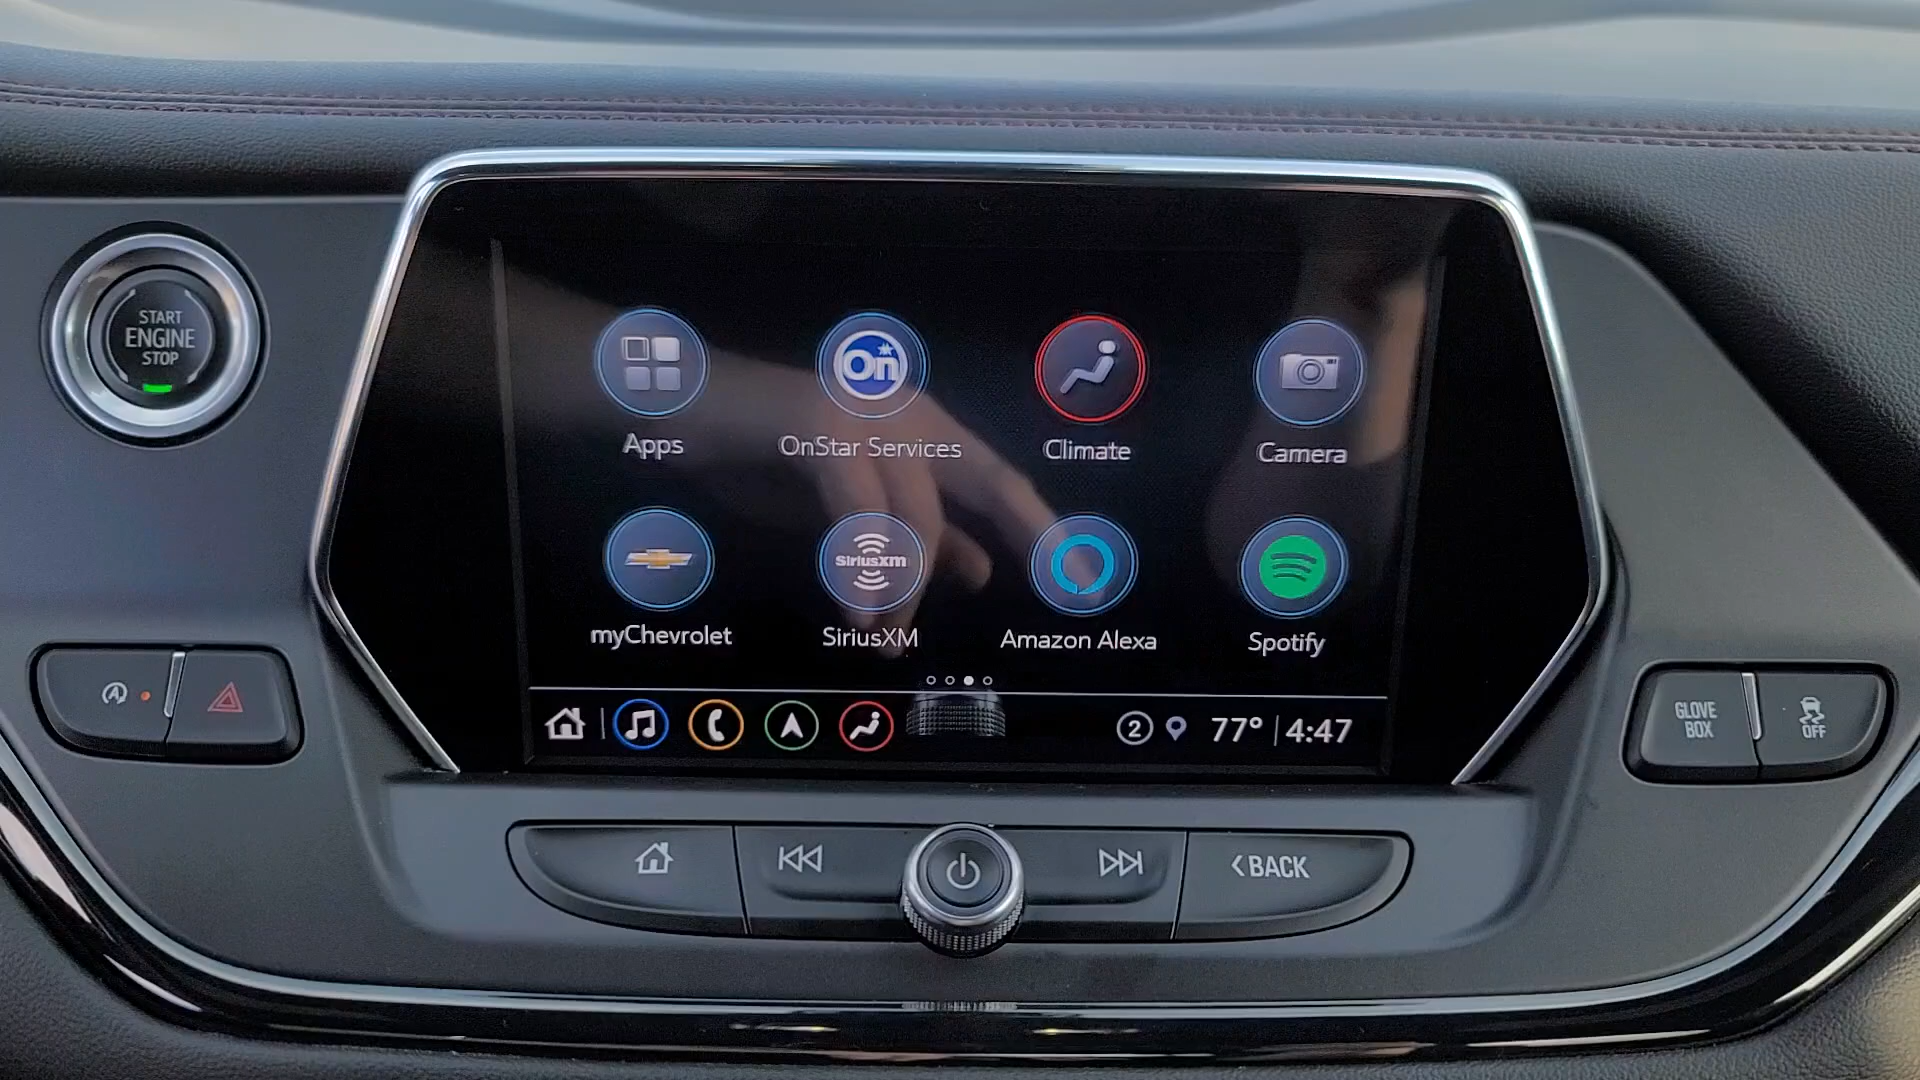 START
ENGINE
STOP
On
Apps
OnStar Services
Climate
Camera
SiriusXM
myChevrolet
SiriusXM
Amazon Alexa
Spotify
A
2
77° 4:47
GLOVE
BOX
OFF
BACK